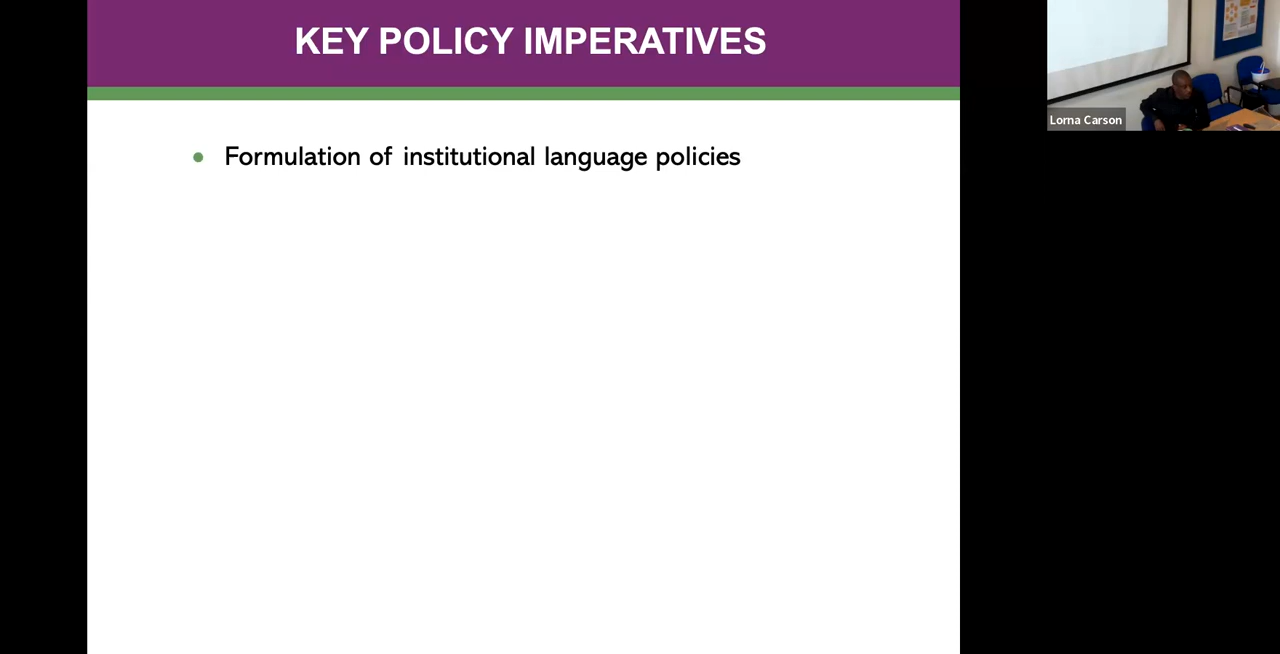 KEY POLICY IMPERATIVES
Formulation of institutional language policies
Lorna Carson